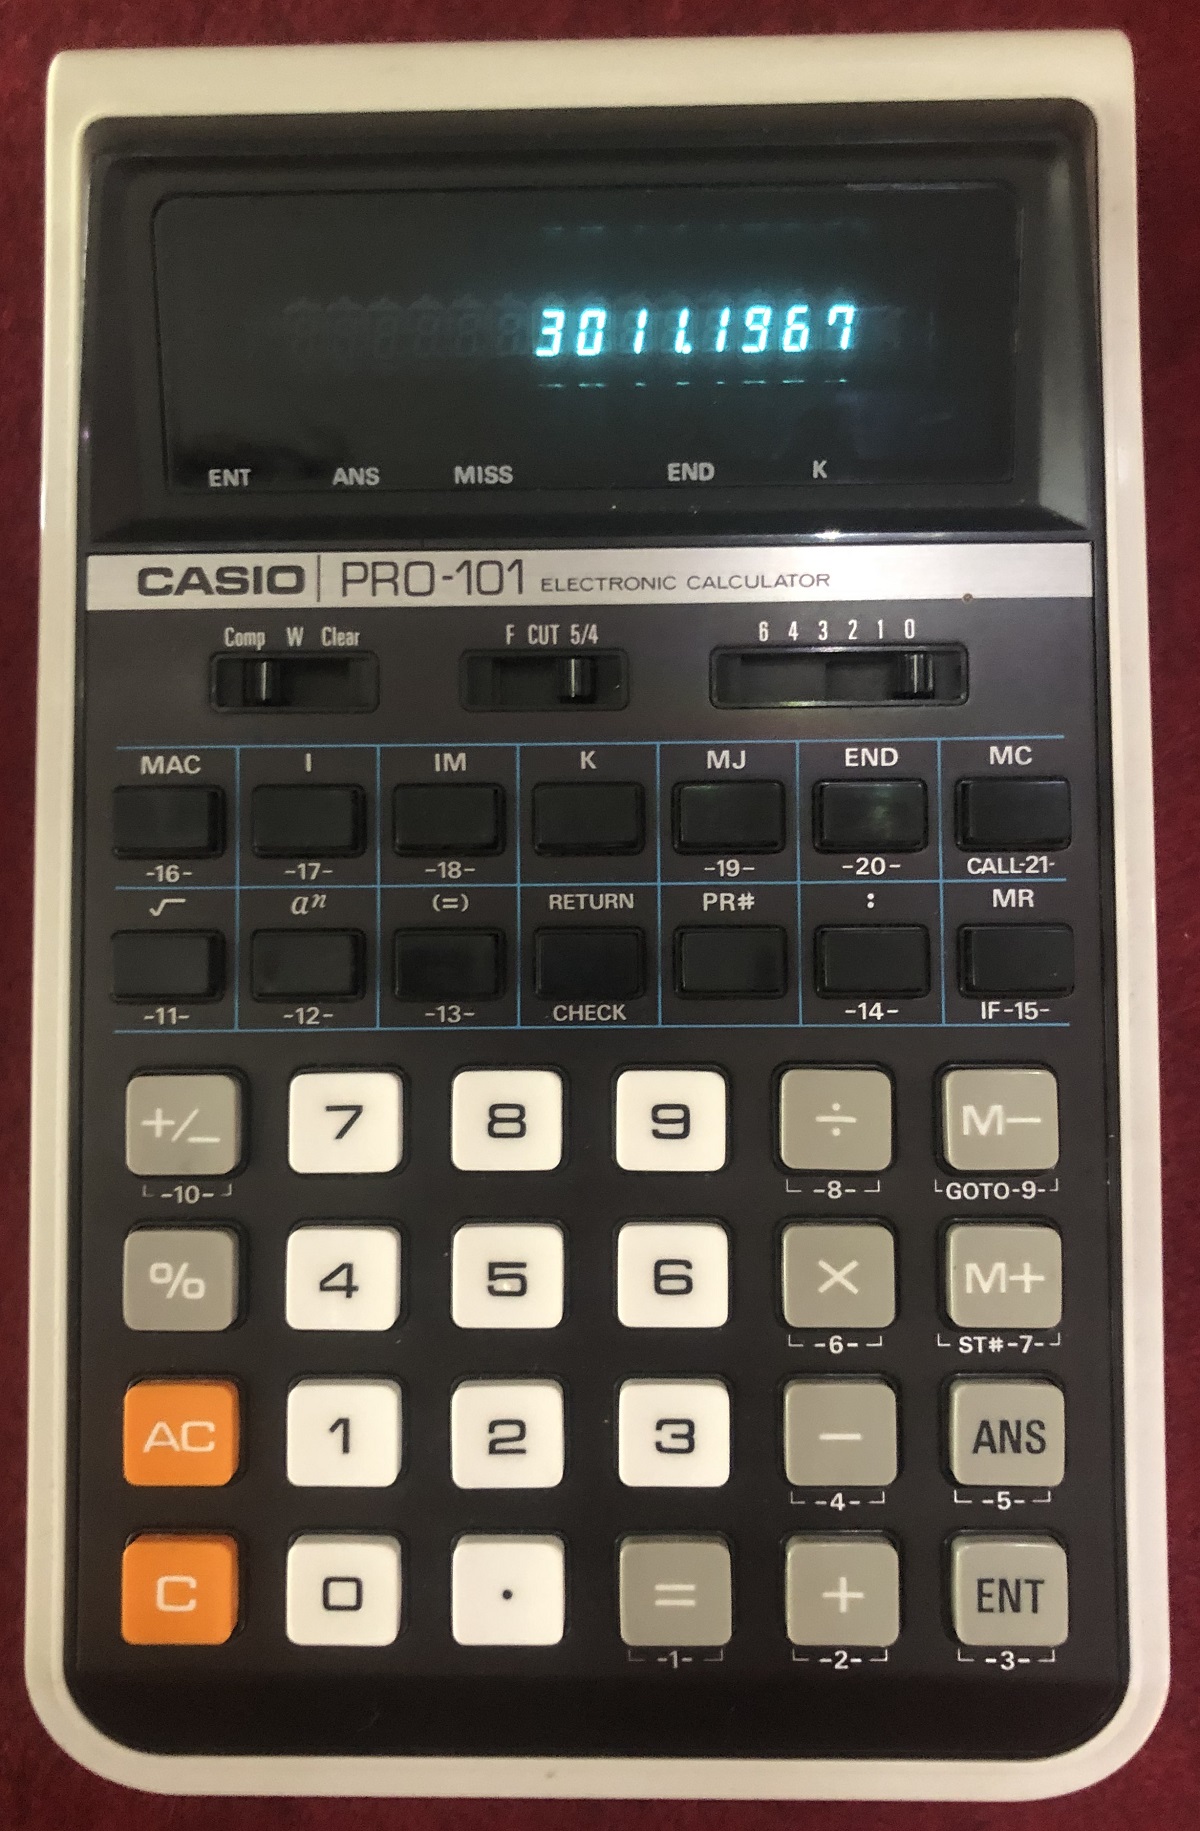 3011.1967
ENT ANS MISS END K
CASIO PRO-101 ELECTRONIC CALCULATOR
Comp W Clear F CUT 5/4 6 4 3 2 1 0
MAC I IM K MJ END MC
-16- -17- -18- -19- -20- CALL-21-
√ aⁿ (=) RETURN PR# : MR
-11- -12- -13- CHECK -14- IF-15-
+/− 7 8 9 ÷ M−
-10- -8- GOTO-9-
% 4 5 6 × M+
-6- ST#-7-
AC 1 2 3 − ANS
-4- -5-
C 0 . = + ENT
-1- -2- -3-